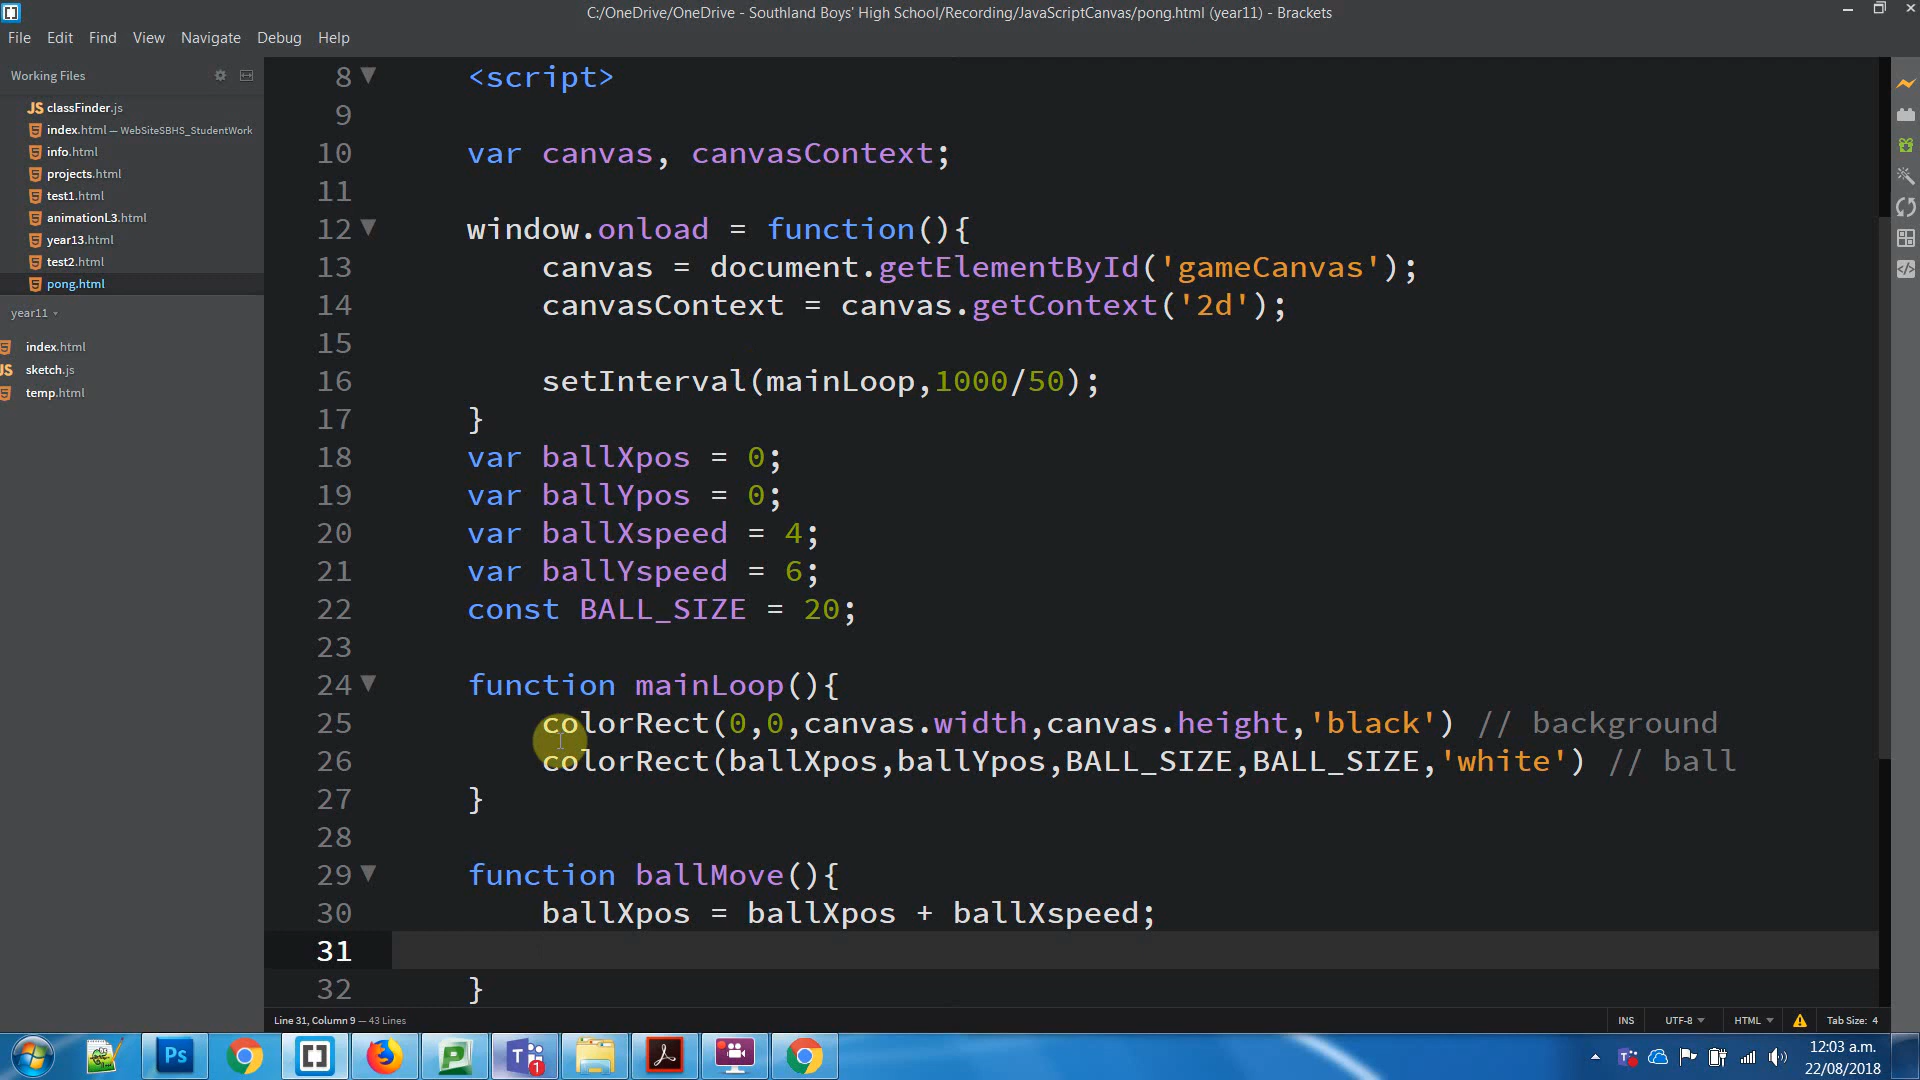 C:/OneDrive/OneDrive - Southland Boys' High School/Recording/JavaScriptCanvas/pong.html (year11) - Brackets
File Edit Find View Navigate Debug Help
Working Files
JS classFinder.js
index.html — WebSiteSBHS_StudentWork
info.html
projects.html
test1.html
animationL3.html
year13.html
test2.html
pong.html
year11
index.html
JS sketch.js
temp.html
8 <script>
9
10 var canvas, canvasContext;
11
12 window.onload = function(){
13 canvas = document.getElementById('gameCanvas');
14 canvasContext = canvas.getContext('2d');
15
16 setInterval(mainLoop,1000/50);
17 }
18 var ballXpos = 0;
19 var ballYpos = 0;
20 var ballXspeed = 4;
21 var ballYspeed = 6;
22 const BALL_SIZE = 20;
23
24 function mainLoop(){
25 colorRect(0,0,canvas.width,canvas.height,'black') // background
26 colorRect(ballXpos,ballYpos,BALL_SIZE,BALL_SIZE,'white') // ball
27 }
28
29 function ballMove(){
30 ballXpos = ballXpos + ballXspeed;
31
32 }
Line 31, Column 9 — 43 Lines
INS UTF-8 HTML Tab Size: 4
Ps
12:03 a.m.
22/08/2018